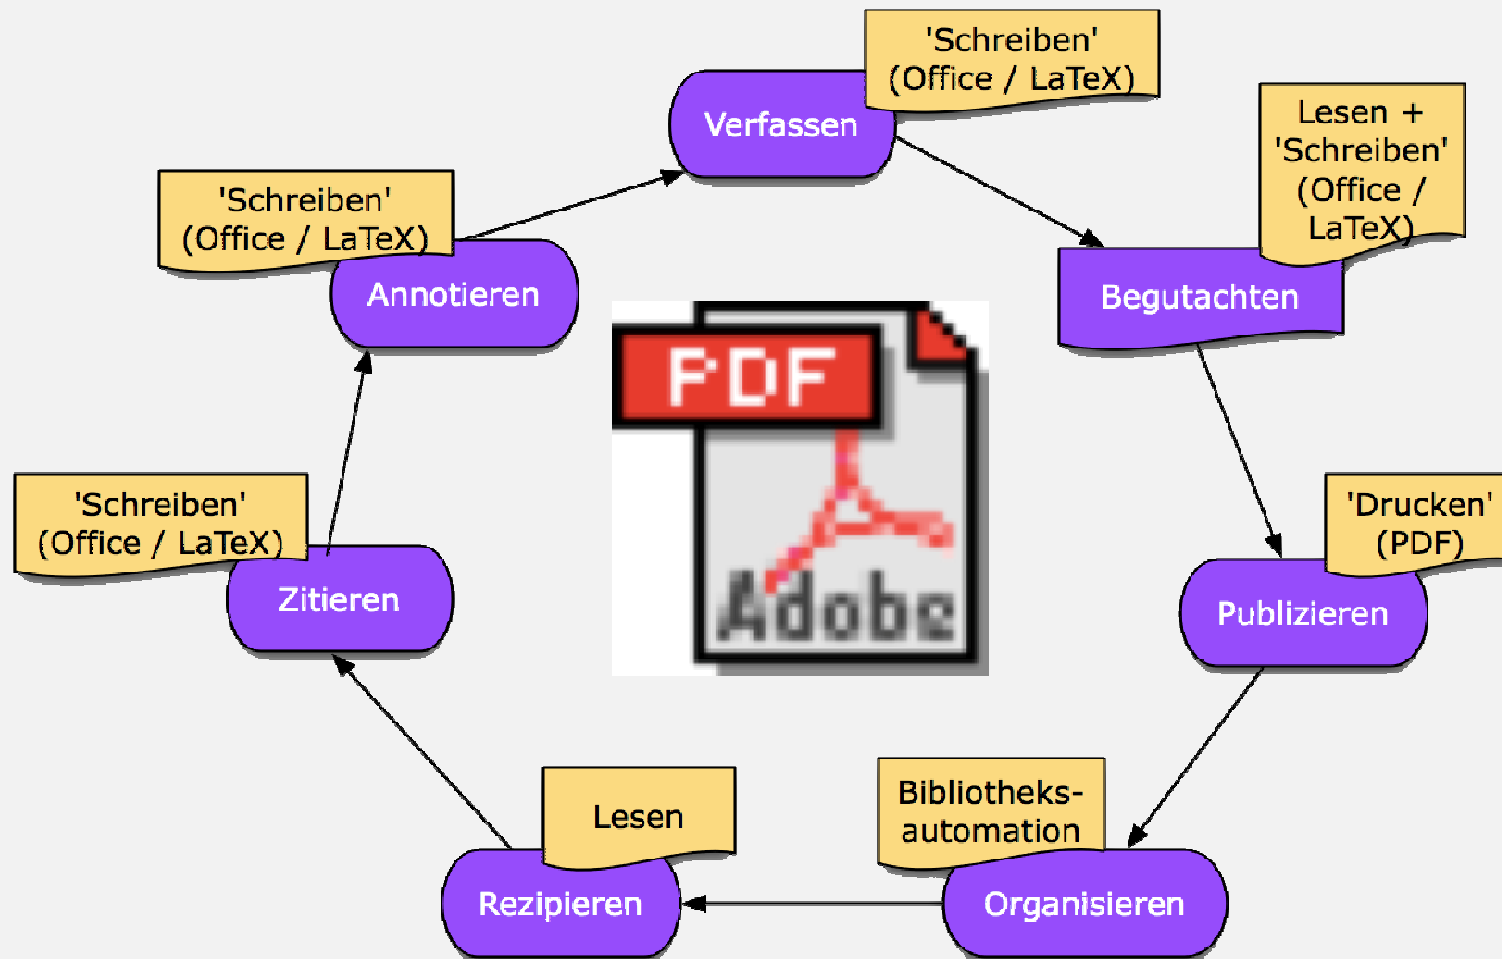 'Schreiben'
(Office / LaTeX)
Verfassen
Lesen +
'Schreiben'
(Office /
LaTeX)
Begutachten
'Schreiben'
(Office / LaTeX)
Annotieren
PDF
Adobe
'Drucken'
(PDF)
Publizieren
'Schreiben'
(Office / LaTeX)
Zitieren
Bibliotheks-
automation
Organisieren
Lesen
Rezipieren